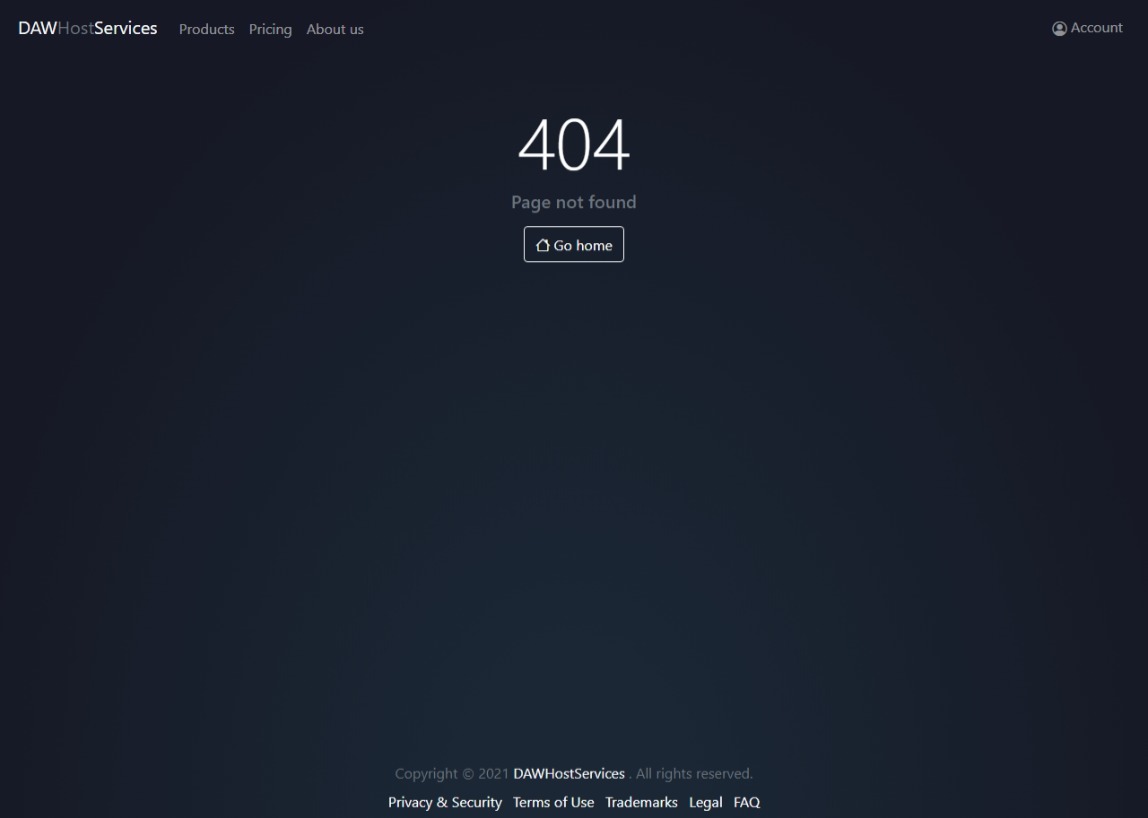 DAWHostServices Products Pricing About us Account
404
Page not found
Go home
Copyright © 2021 DAWHostServices . All rights reserved.
Privacy & Security Terms of Use Trademarks Legal FAQ